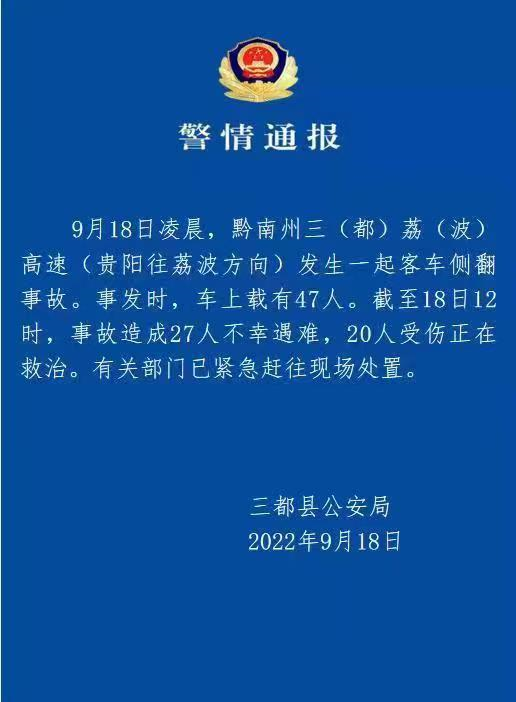 警情通报
9月18日凌晨，黔南州三（都）荔（波）
高速（贵阳往荔波方向）发生一起客车侧翻
事故。事发时，车上载有47人。截至18日12
时，事故造成27人不幸遇难，20人受伤正在
救治。有关部门已紧急赶往现场处置。
三都县公安局
2022年9月18日